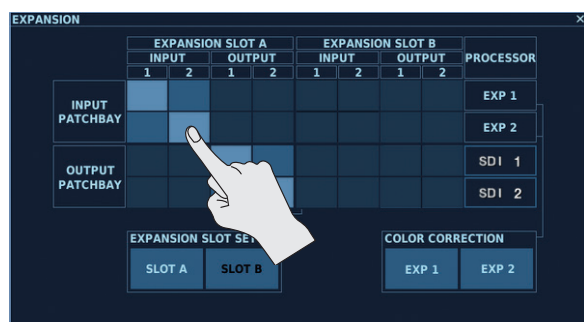 EXPANSION ×
EXPANSION SLOT A EXPANSION SLOT B
INPUT OUTPUT INPUT OUTPUT PROCESSOR
1 2 1 2 1 2 1 2
INPUT PATCHBAY EXP 1
EXP 2
OUTPUT PATCHBAY SDI 1
SDI 2
EXPANSION SLOT COLOR CORRECTION
SLOT A SLOT B EXP 1 EXP 2